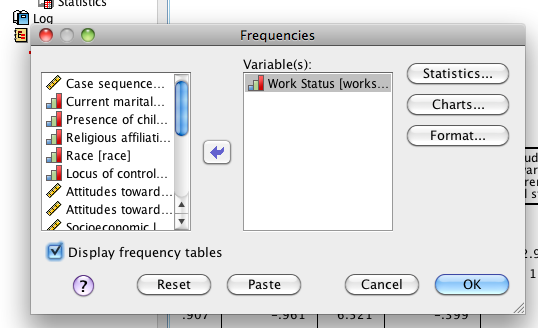 Statistics
Log
Frequencies
Variable(s):
Case sequence...
Current marital...
Presence of chil...
Religious affiliati...
Race [race]
Locus of control...
Attitudes toward...
Attitudes toward...
Socioeconomic l...
Work Status [works...
Statistics...
Charts...
Format...
Display frequency tables
?
Reset
Paste
Cancel
OK
.907 -.961 6.321 -.399